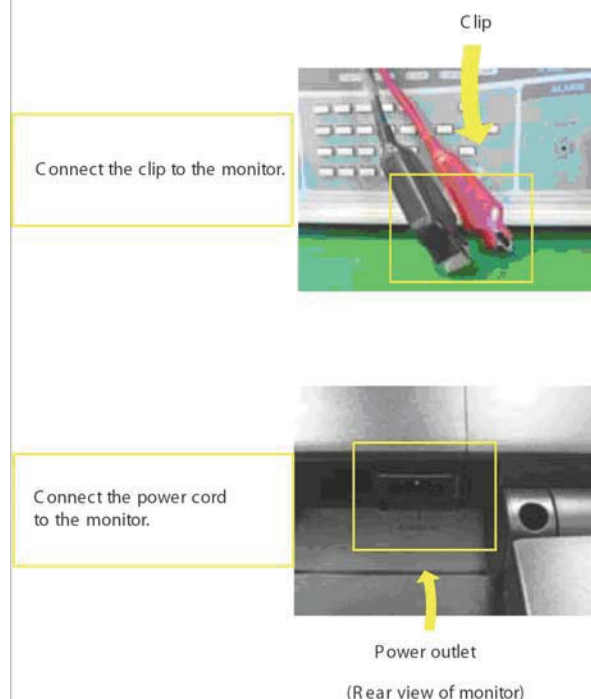 Clip
ALARM
Connect the clip to the monitor.
Connect the power cord
to the monitor.
Power outlet
(Rear view of monitor)